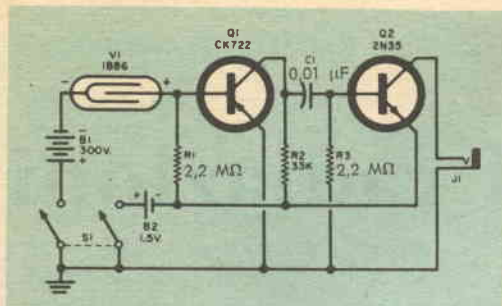 Q1
CK722
Q2
2N35
V1
1B86
C1
0,01 μF
- +
- B1
300V.
+
R1
2,2 MΩ
R2
33K
R3
2,2 MΩ
+ -
B2
1.5V.
S1
J1